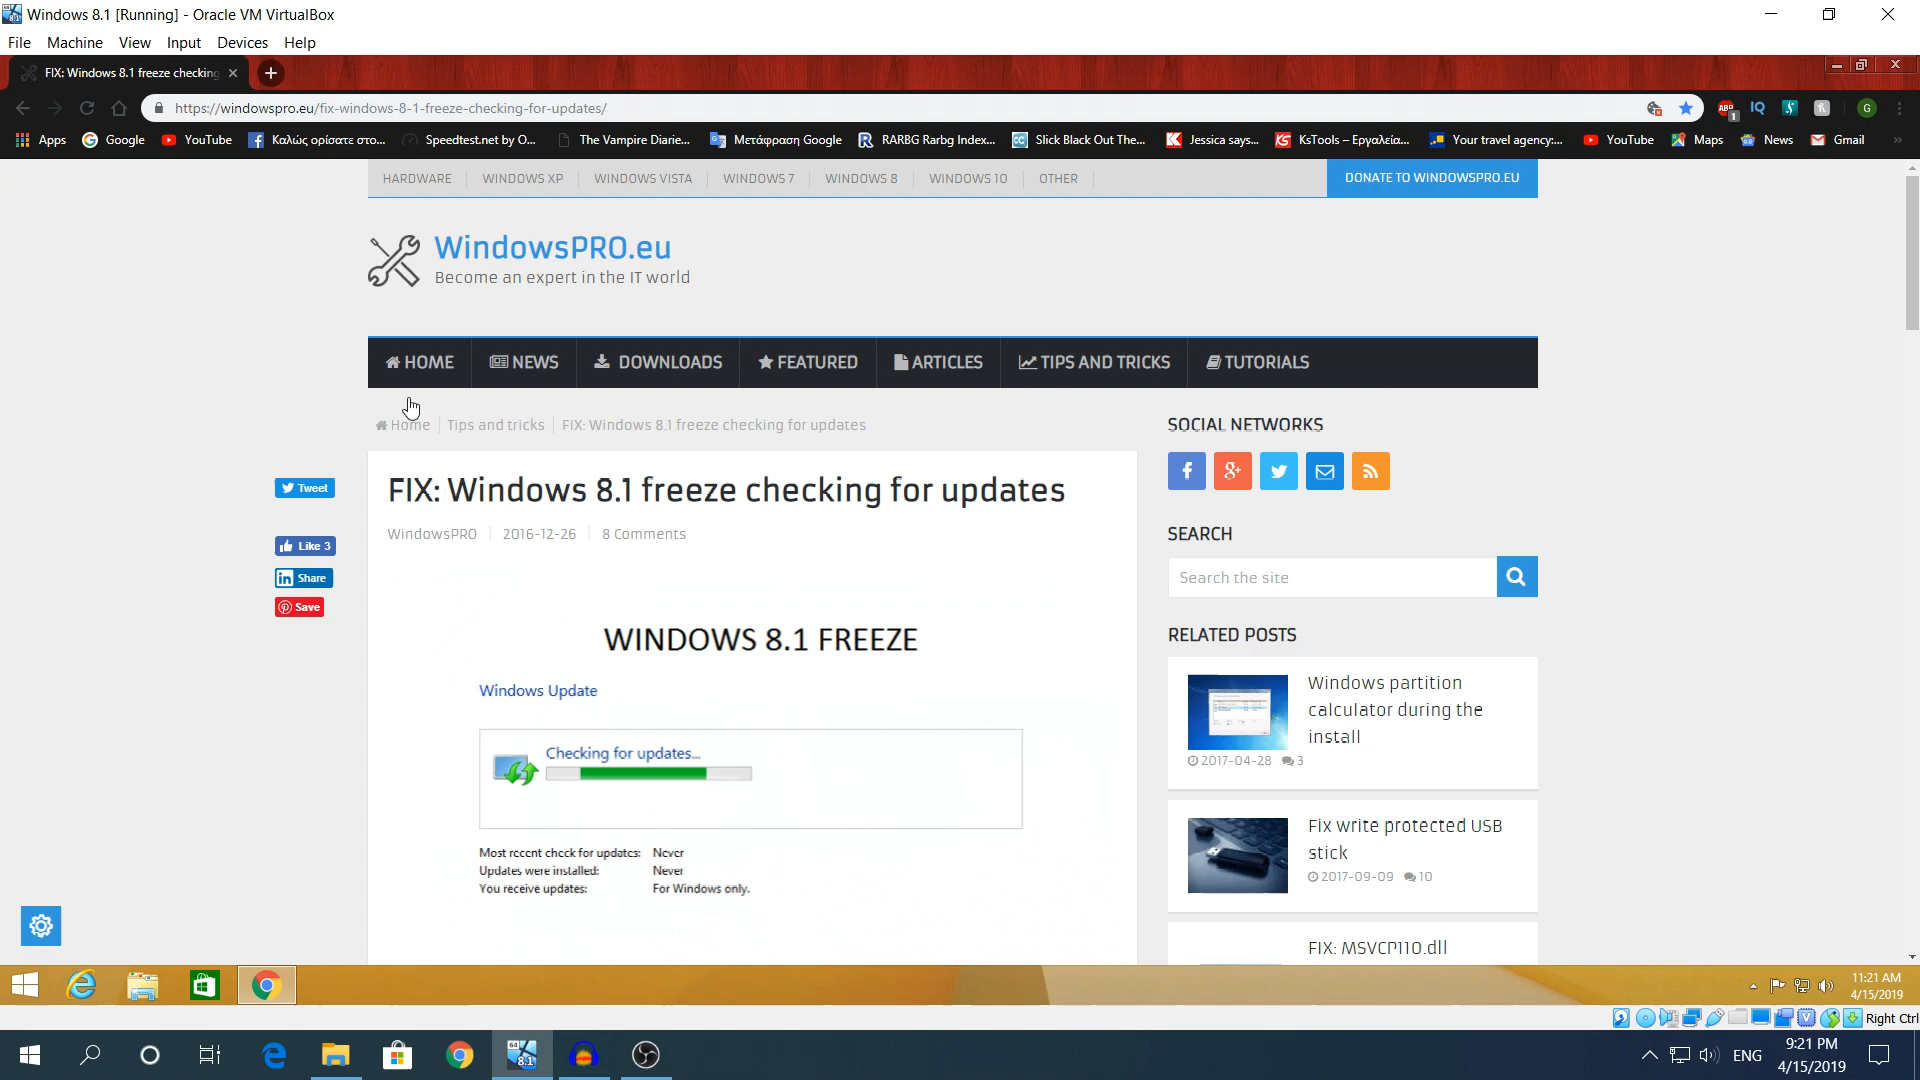 Windows 8.1 [Running] - Oracle VM VirtualBox
File Machine View Input Devices Help
FIX: Windows 8.1 freeze checking
https://windowspro.eu/fix-windows-8-1-freeze-checking-for-updates/
ABP 1 IQ G
Apps Google YouTube Καλώς ορίσατε στο... Speedtest.net by O... The Vampire Diarie... Μετάφραση Google RARBG Rarbg Index... Slick Black Out The... Jessica says... KsTools – Εργαλεία... Your travel agency:... YouTube Maps News Gmail »
HARDWARE WINDOWS XP WINDOWS VISTA WINDOWS 7 WINDOWS 8 WINDOWS 10 OTHER DONATE TO WINDOWSPRO.EU
WindowsPRO.eu
Become an expert in the IT world
HOME NEWS DOWNLOADS FEATURED ARTICLES TIPS AND TRICKS TUTORIALS
Home Tips and tricks FIX: Windows 8.1 freeze checking for updates
FIX: Windows 8.1 freeze checking for updates
WindowsPRO 2016-12-26 8 Comments
Tweet
Like 3
Share
Save
WINDOWS 8.1 FREEZE
Windows Update
Checking for updates...
Most recent check for updates: Never
Updates were installed: Never
You receive updates: For Windows only.
SOCIAL NETWORKS
SEARCH
Search the site
RELATED POSTS
Windows partition
calculator during the
install
2017-04-28 3
Fix write protected USB
stick
2017-09-09 10
FIX: MSVCP110.dll
11:21 AM
4/15/2019
Right Ctrl
64
8.1
ENG
9:21 PM
4/15/2019